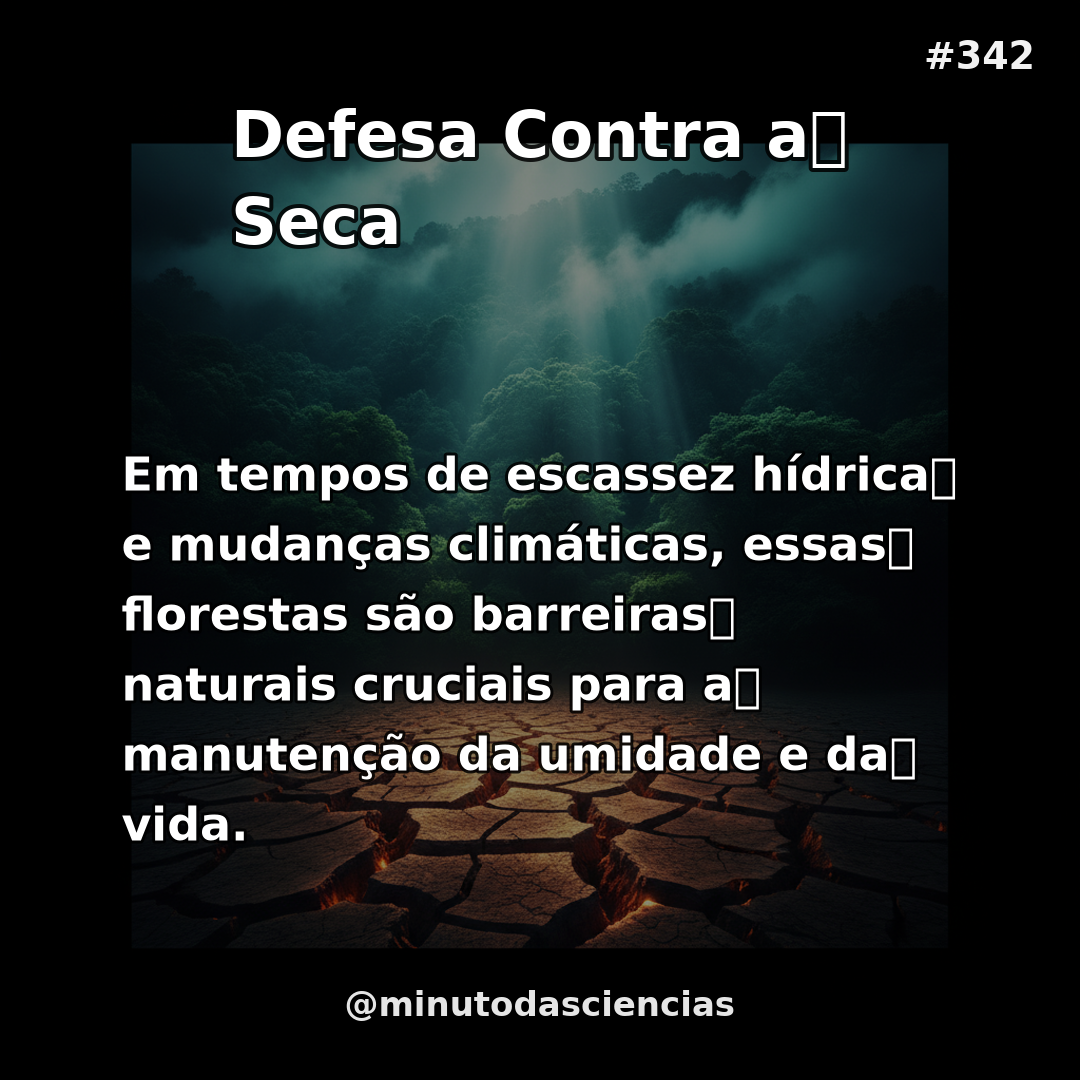 #342
Defesa Contra a▯
Seca
Em tempos de escassez hídrica▯
e mudanças climáticas, essas▯
florestas são barreiras▯
naturais cruciais para a▯
manutenção da umidade e da▯
vida.
@minutodasciencias